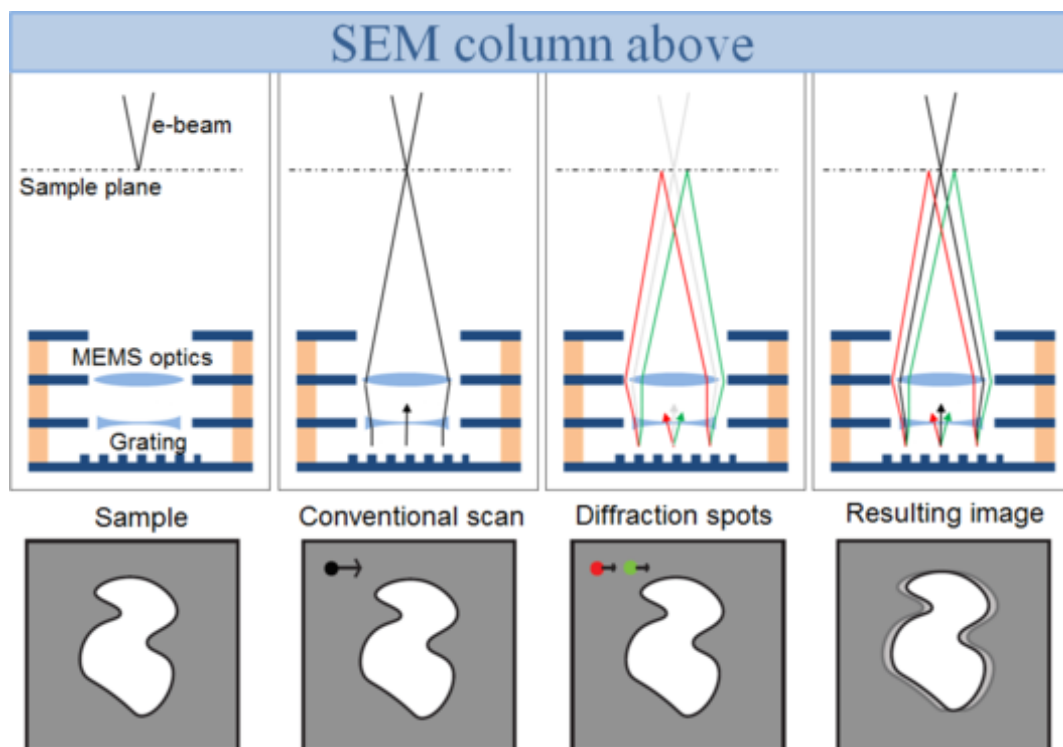 SEM column above
e-beam
Sample plane
MEMS optics
Grating
Sample
Conventional scan
Diffraction spots
Resulting image